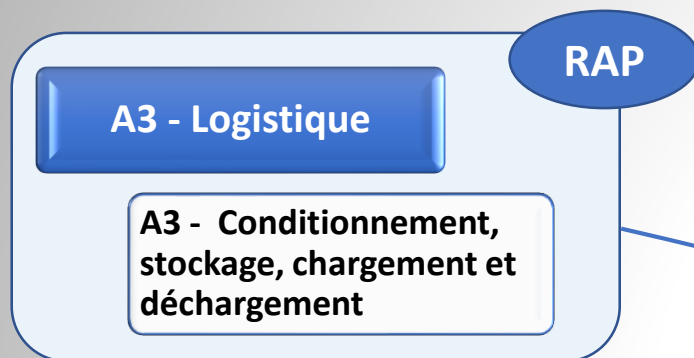 RAP
A3 - Logistique
A3 - Conditionnement,
stockage, chargement et
déchargement